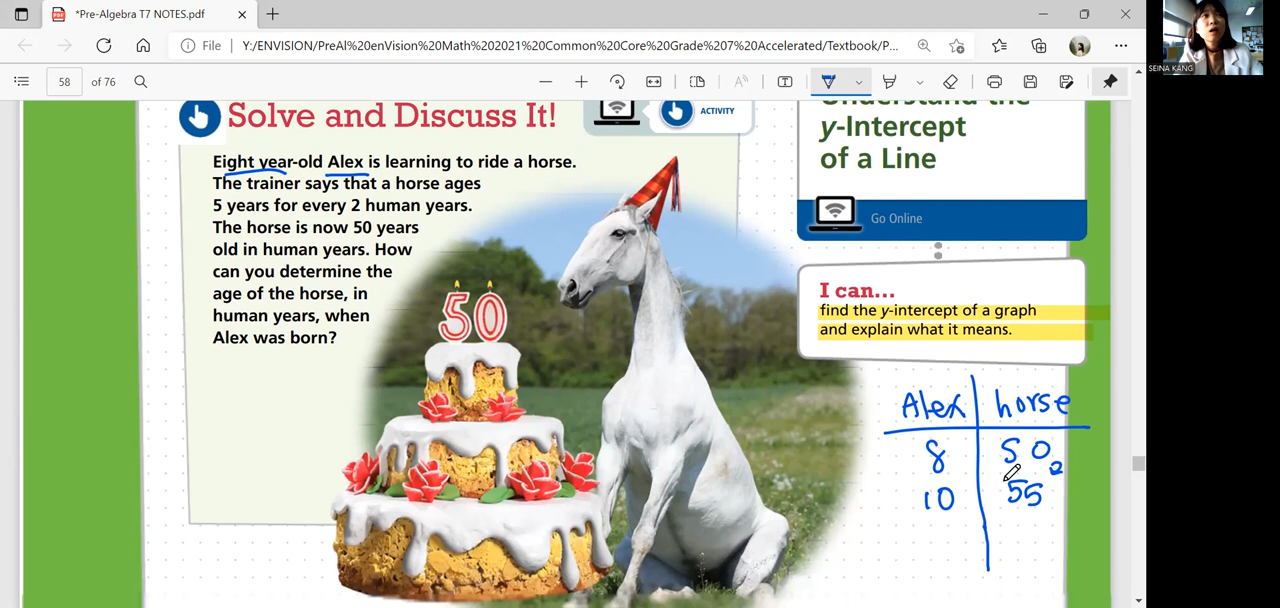 *Pre-Algebra T7 NOTES.pdf
File
Y:/ENVISION/PreAl%20enVision%20Math%202021%20Common%20Core%20Grade%207%20Accelerated/Textbook/P...
SEINA KANG
58 of 76
Solve and Discuss It!
ACTIVITY
Eight year-old Alex is learning to ride a horse.
The trainer says that a horse ages
5 years for every 2 human years.
The horse is now 50 years
old in human years. How
can you determine the
age of the horse, in
human years, when
Alex was born?
50
Understand the
y-Intercept
of a Line
Go Online
I can...
find the y-intercept of a graph
and explain what it means.
Alex horse
8 50
2
10 55